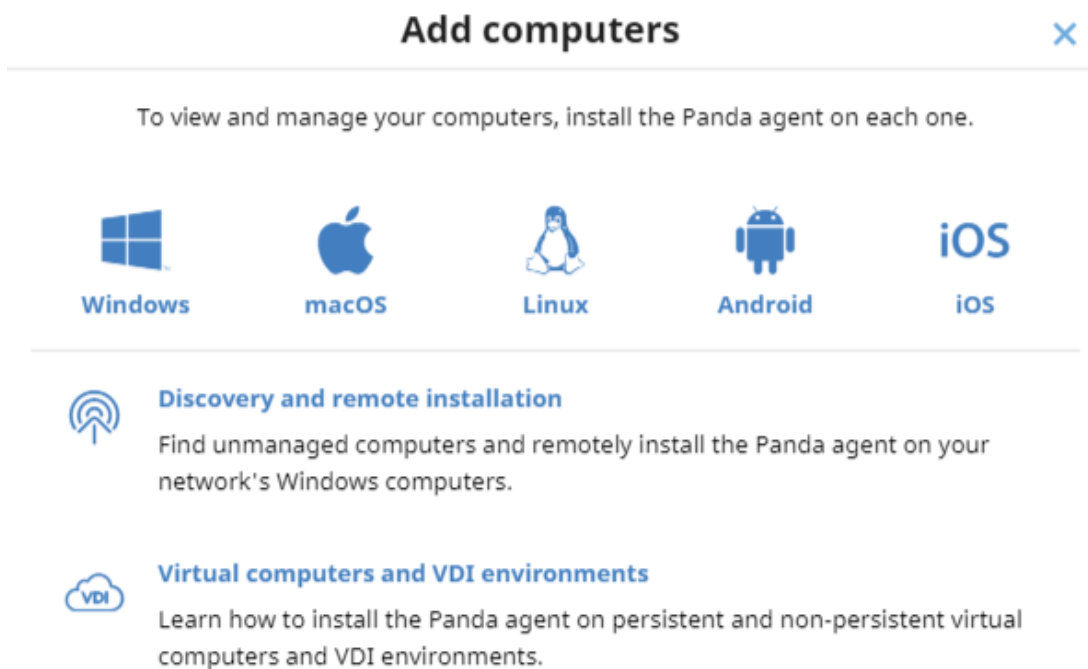 Add computers
To view and manage your computers, install the Panda agent on each one.
Windows macOS Linux Android iOS iOS
Discovery and remote installation
Find unmanaged computers and remotely install the Panda agent on your
network's Windows computers.
VDI
Virtual computers and VDI environments
Learn how to install the Panda agent on persistent and non-persistent virtual
computers and VDI environments.